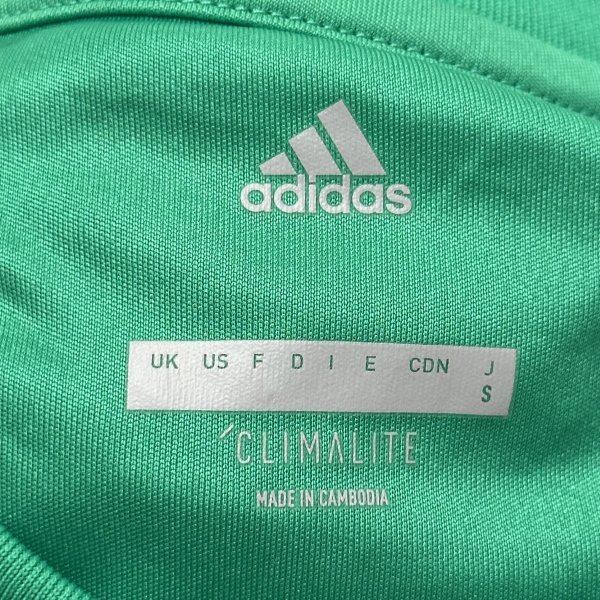 adidas
UK US F D I E CDN J
S
CLIMALITE
MADE IN CAMBODIA